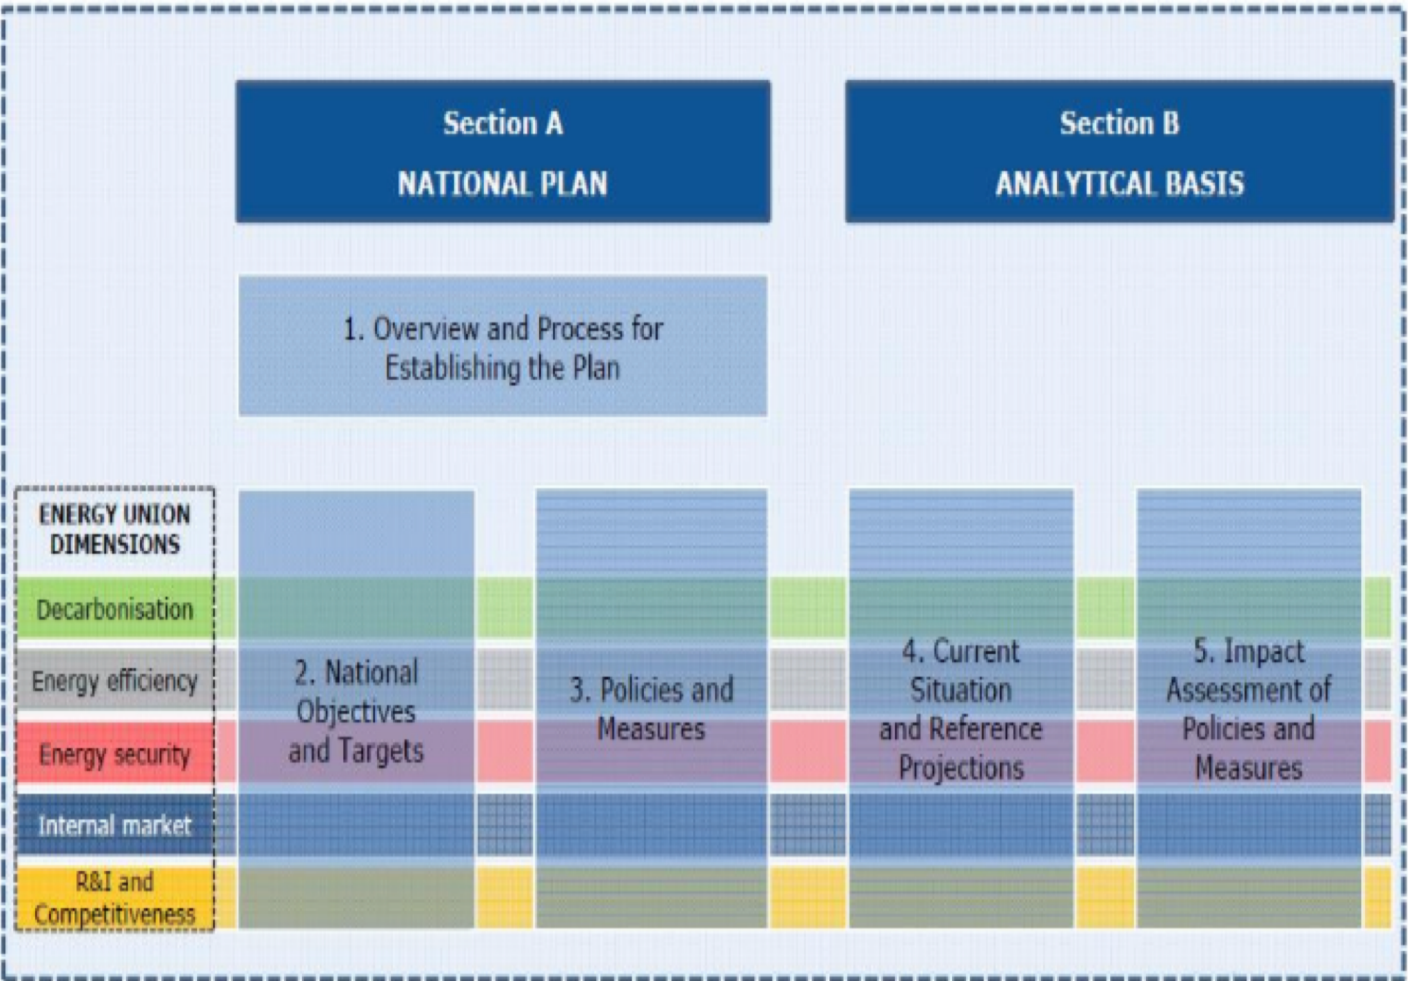 Section A
NATIONAL PLAN
Section B
ANALYTICAL BASIS
1. Overview and Process for
Establishing the Plan
ENERGY UNION
DIMENSIONS
Decarbonisation
Energy efficiency
Energy security
Internal market
R&I and
Competitiveness
2. National
Objectives
and Targets
3. Policies and
Measures
4. Current
Situation
and Reference
Projections
5. Impact
Assessment of
Policies and
Measures